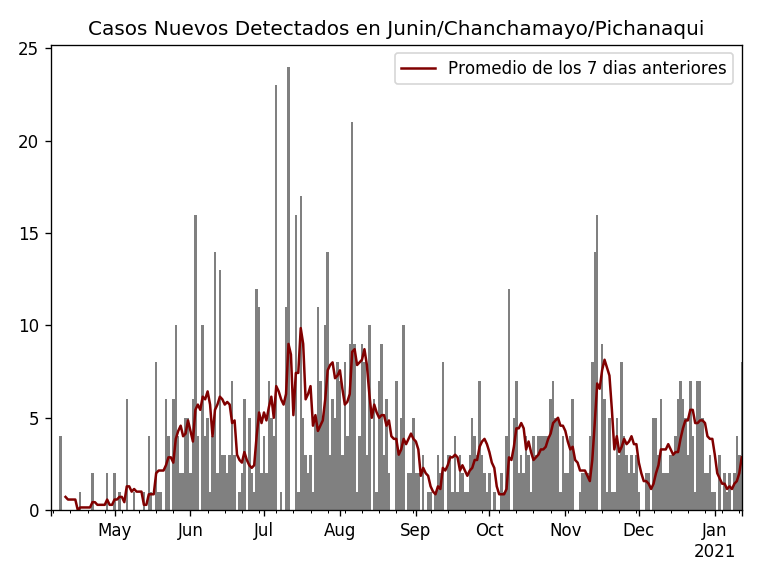 Casos Nuevos Detectados en Junin/Chanchamayo/Pichanaqui
Promedio de los 7 dias anteriores
25
20
15
10
5
0
May Jun Jul Aug Sep Oct Nov Dec Jan
2021